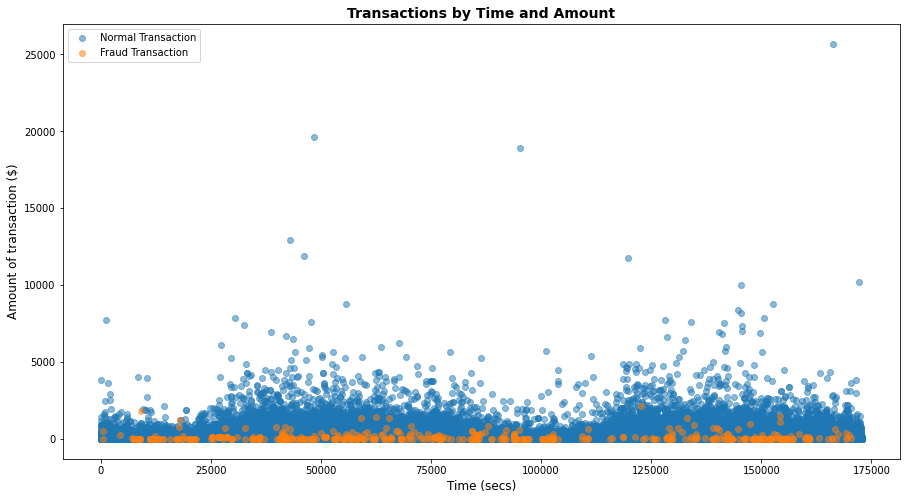 Transactions by Time and Amount
Normal Transaction
Fraud Transaction
25000
20000
15000
10000
5000
0
Amount of transaction ($)
0 25000 50000 75000 100000 125000 150000 175000
Time (secs)